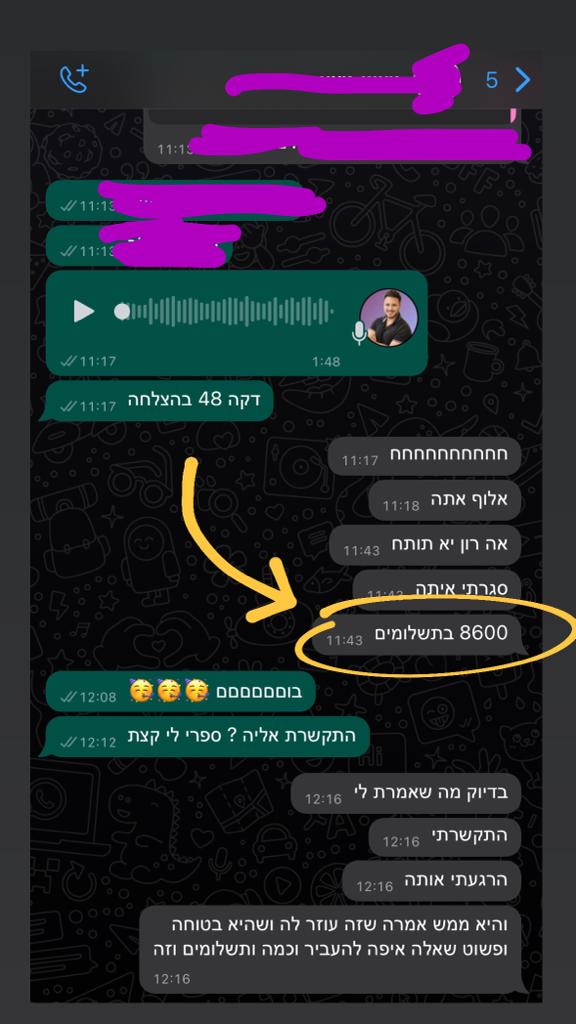 5
11:13
11:13
11:13
1:48
11:17
דקה 48 בהצלחה 11:17
חחחחחחחחחחח 11:17
אלוף אתה 11:18
אה רון יא תותח 11:43
סגרתי איתה 11:43
8600 בתשלומים 11:43
בוםםםםםםם 🥳🥳🥳 12:08
התקשרת אליה ? ספרי לי קצת 12:12
בדיוק מה שאמרת לי 12:16
התקשרתי 12:16
הרגעתי אותה 12:16
והיא ממש אמרה שזה עוזר לה ושהיא בטוחה
ופשוט שאלה איפה להעביר וכמה ותשלומים וזה
12:16